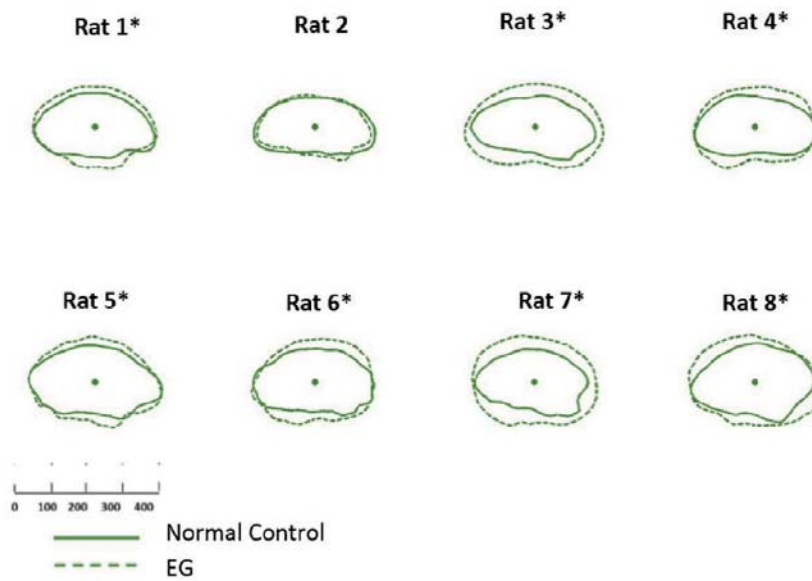 Rat 1* Rat 2 Rat 3* Rat 4*
Rat 5* Rat 6* Rat 7* Rat 8*
0 100 200 300 400
Normal Control
EG